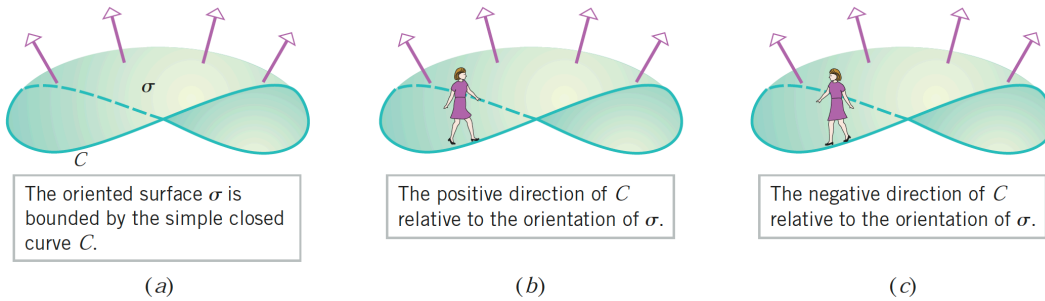 σ
C
The oriented surface σ is
bounded by the simple closed
curve C.
(a)
The positive direction of C
relative to the orientation of σ.
(b)
The negative direction of C
relative to the orientation of σ.
(c)